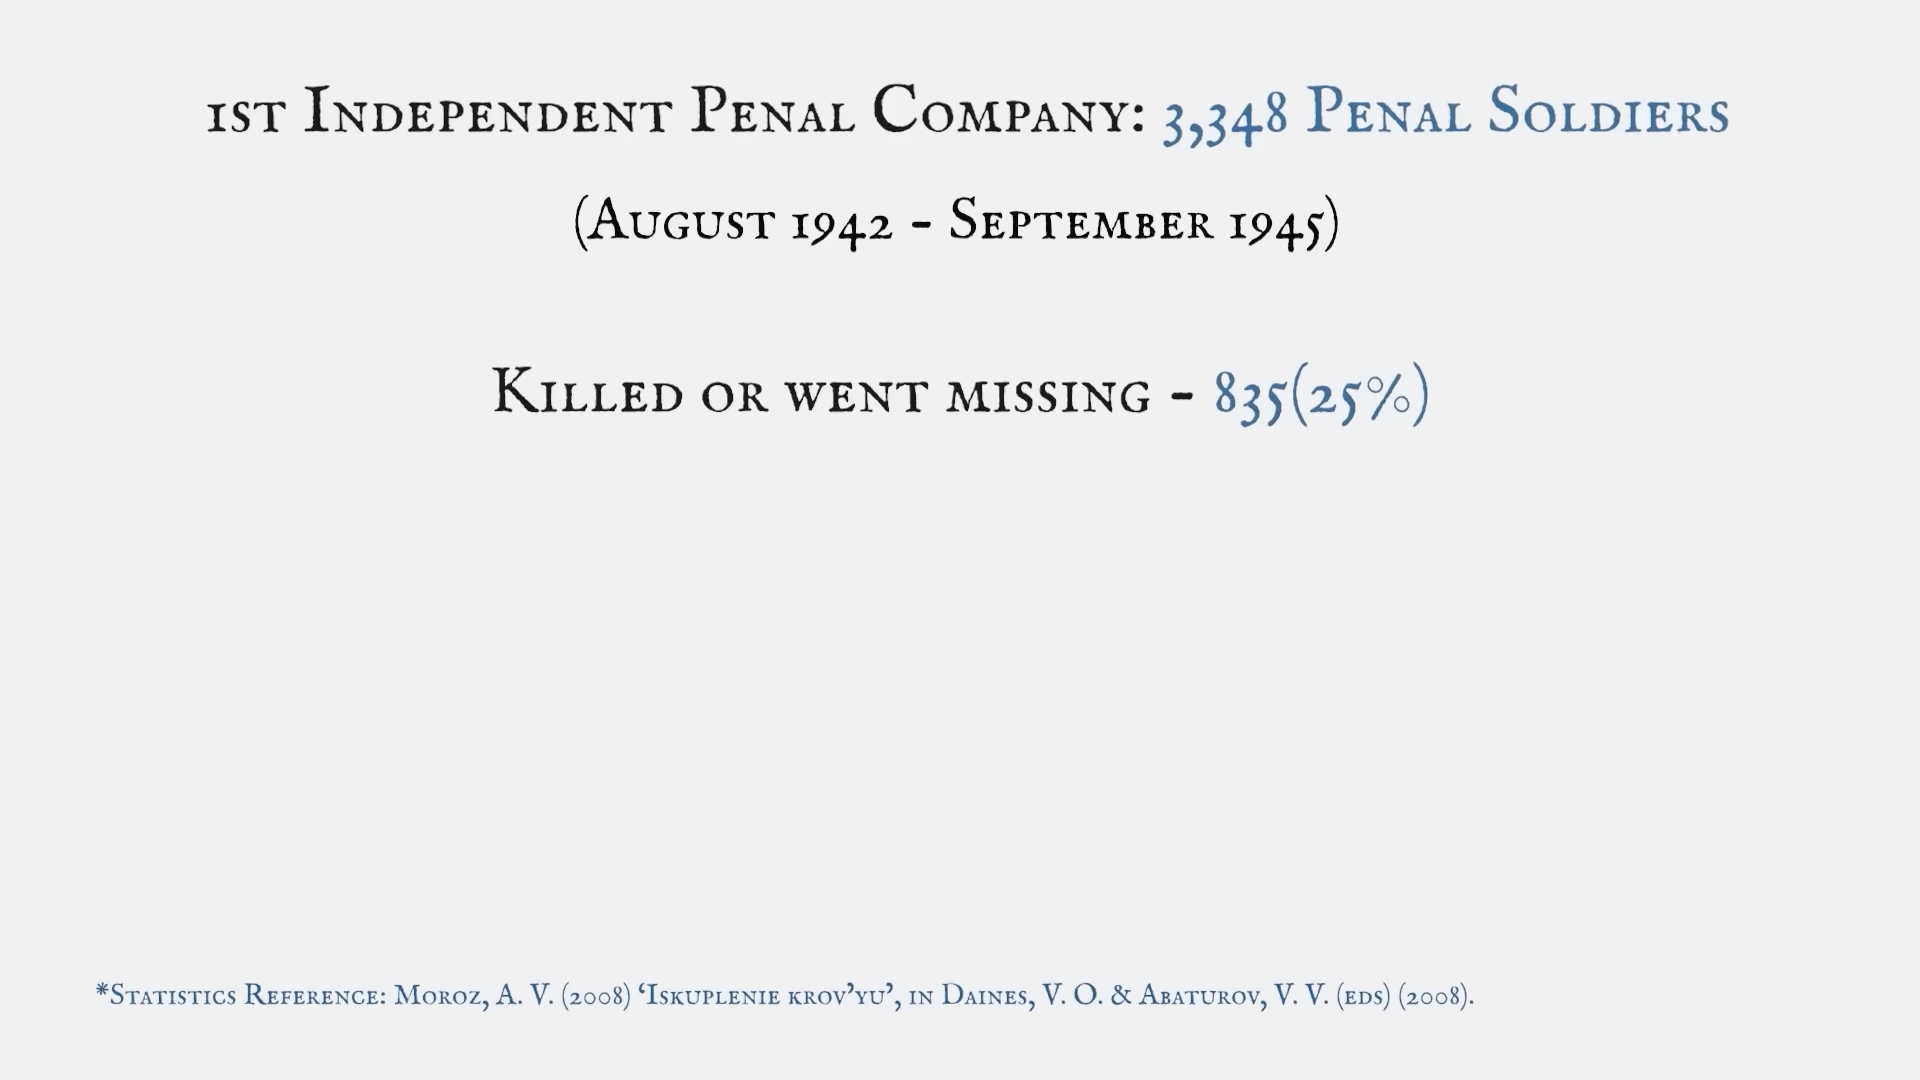 1st Independent Penal Company: 3,348 Penal Soldiers
(August 1942 - September 1945)
Killed or went missing - 835(25%)
*Statistics Reference: Moroz, A. V. (2008) ‘Iskuplenie krov’yu’, in Daines, V. O. & Abaturov, V. V. (eds) (2008).